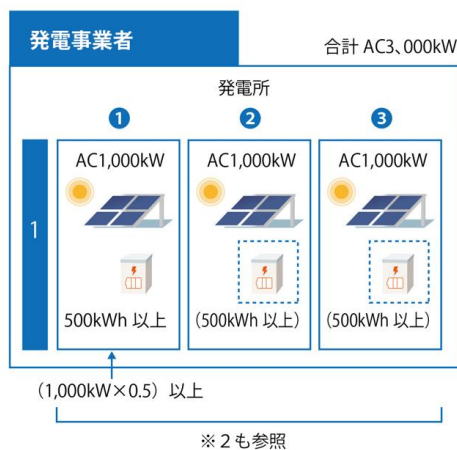 発電事業者
合計 AC3、000kW
発電所
1 2 3
AC1,000kW AC1,000kW AC1,000kW
1
500kWh 以上 (500kWh 以上) (500kWh 以上)
(1,000kW×0.5) 以上
※2も参照